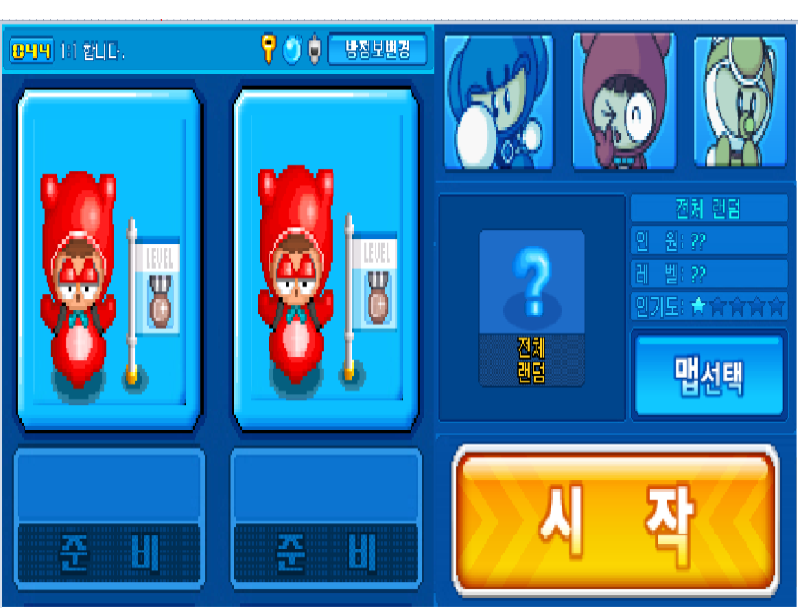 044 1:1 합니다.
방정보변경
LEVEL
LEVEL
준 비
준 비
전체 랜덤
인 원: ??
레 벨: ??
인기도:
?
전체
랜덤
맵선택
시 작